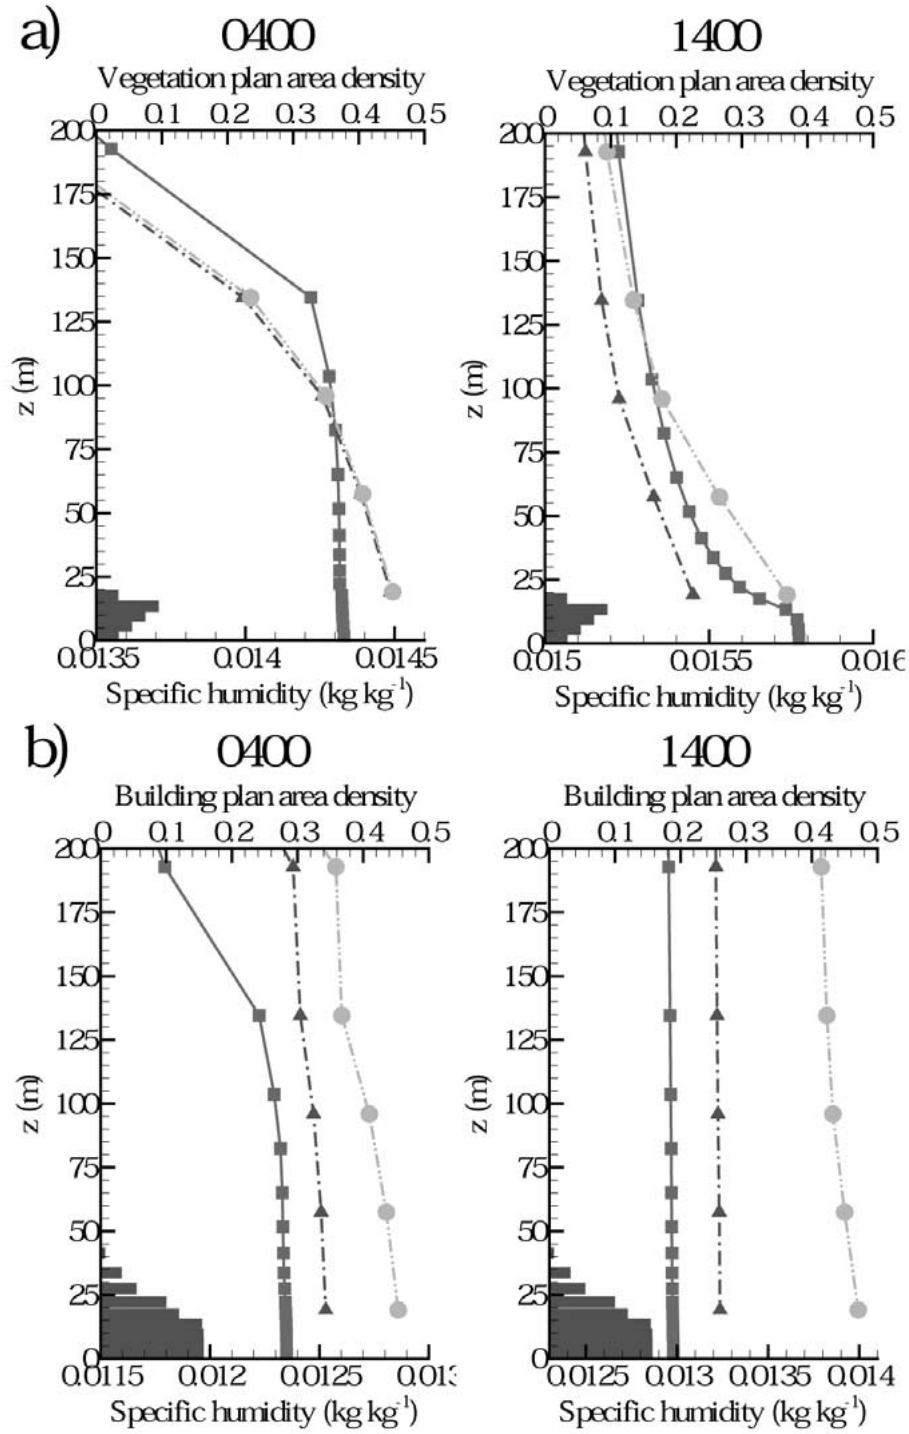 a) 0400 1400
Vegetation plan area density Vegetation plan area density
0 0.1 0.2 0.3 0.4 0.5 0 0.1 0.2 0.3 0.4 0.5
200 200
175 175
150 150
125 125
z (m) z (m)
100 100
75 75
50 50
25 25
0 0
0.0135 0.014 0.0145 0.015 0.0155 0.016
Specific humidity (kg kg-1) Specific humidity (kg kg-1)
b) 0400 1400
Building plan area density Building plan area density
0 0.1 0.2 0.3 0.4 0.5 0 0.1 0.2 0.3 0.4 0.5
200 200
175 175
150 150
125 125
z (m) z (m)
100 100
75 75
50 50
25 25
0 0
0.0115 0.012 0.0125 0.013 0.0125 0.013 0.0135 0.014
Specific humidity (kg kg-1) Specific humidity (kg kg-1)